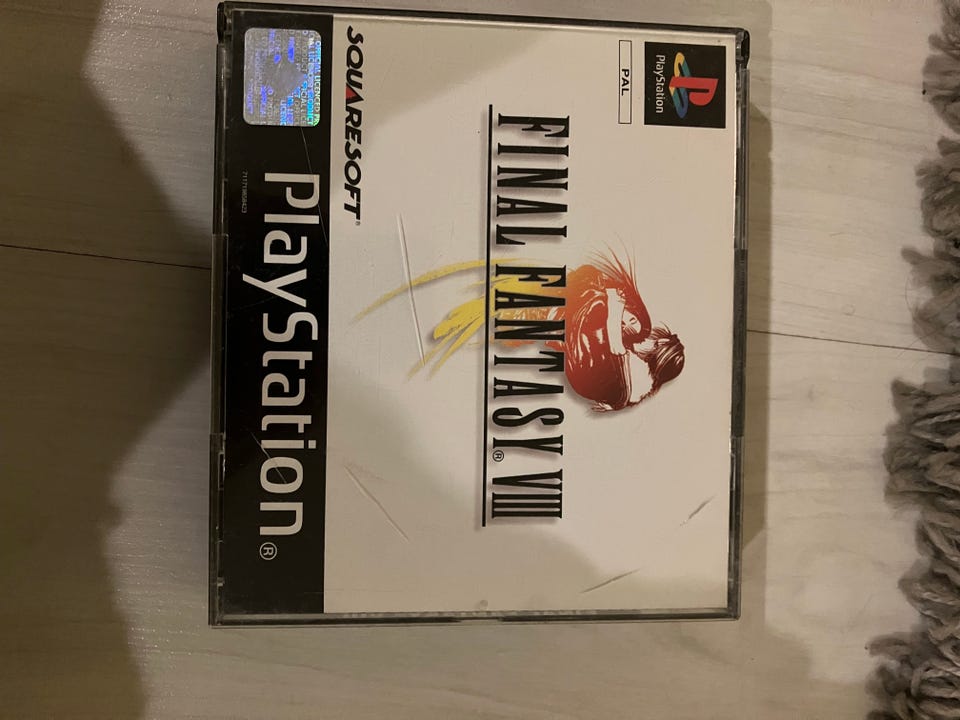 PlayStation
PAL
FINAL FANTASY® VIII
SQUARESOFT®
PlayStation®